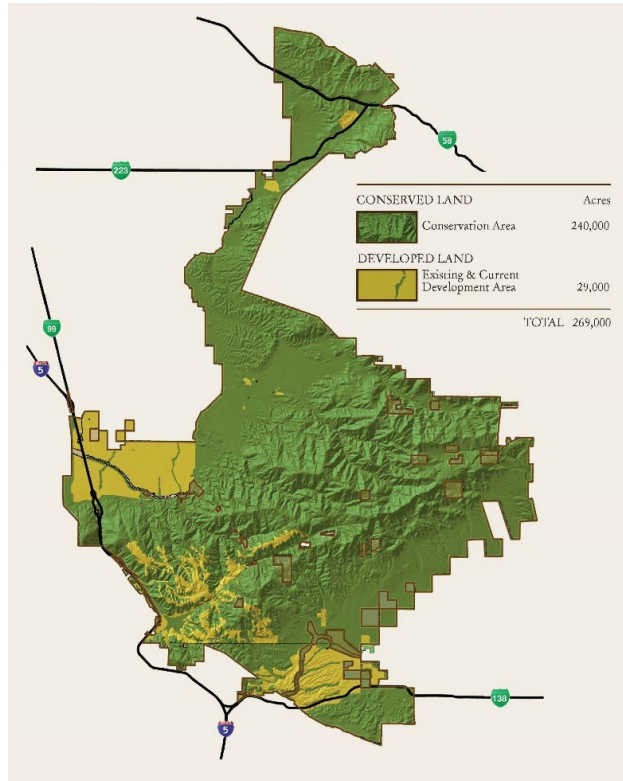 58
223
CONSERVED LAND Acres
Conservation Area 240,000
DEVELOPED LAND
Existing & Current
Development Area 29,000
TOTAL 269,000
99
5
138
5